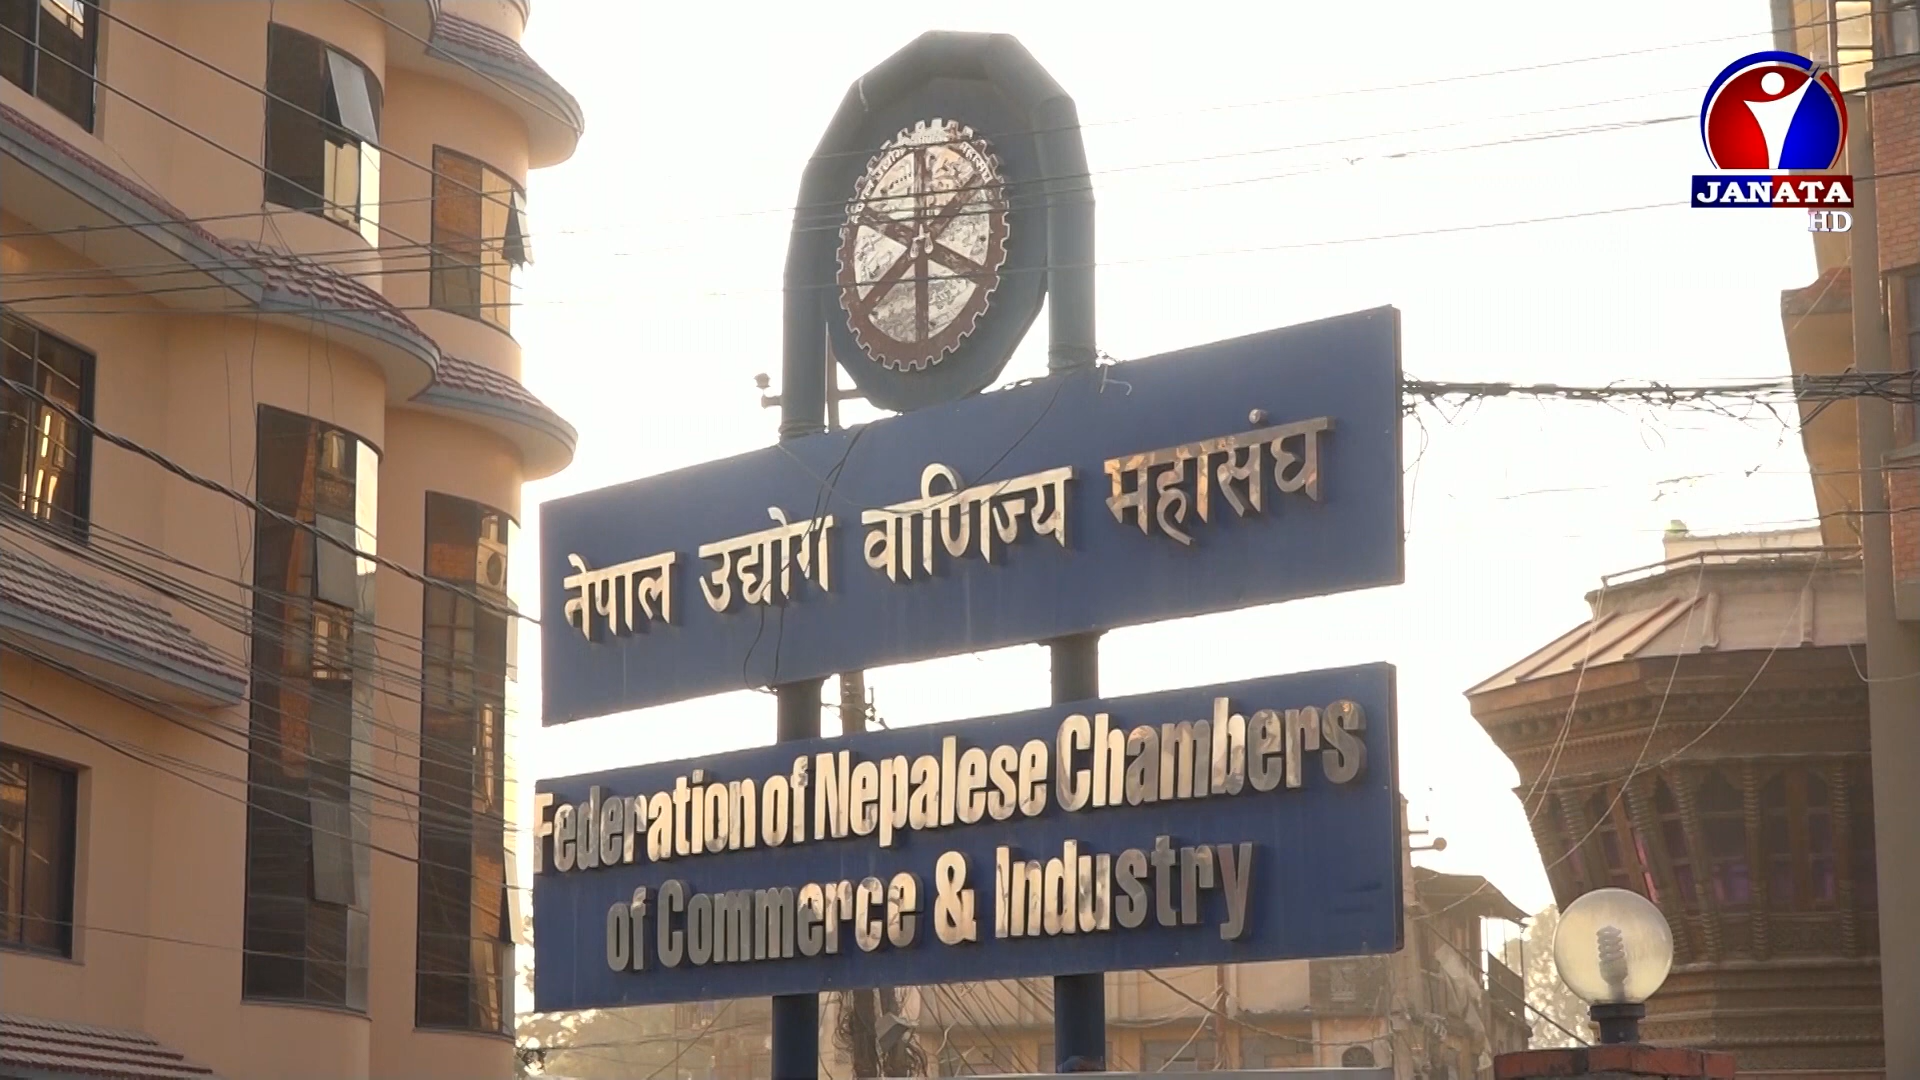 JANATA
HD
नेपाल उद्योग वाणिज्य महासंघ
Federation of Nepalese Chambers
of Commerce & Industry